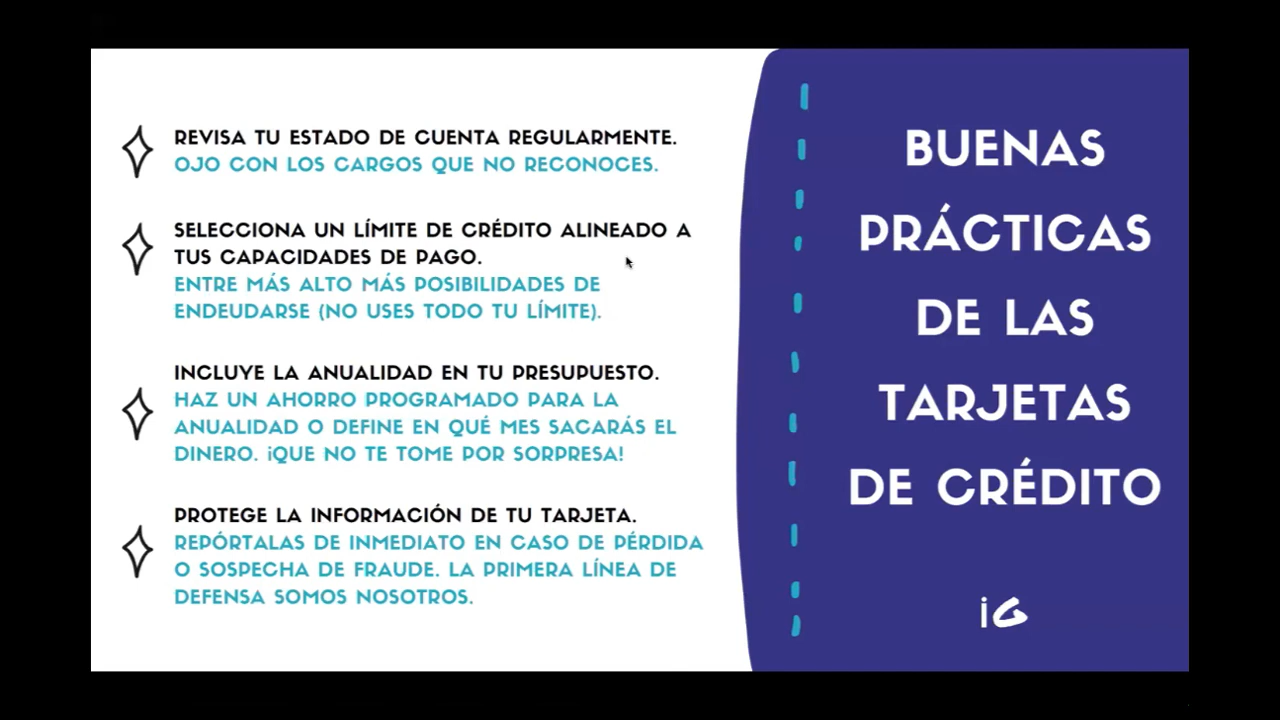 REVISA TU ESTADO DE CUENTA REGULARMENTE.
OJO CON LOS CARGOS QUE NO RECONOCES.
SELECCIONA UN LÍMITE DE CRÉDITO ALINEADO A
TUS CAPACIDADES DE PAGO.
ENTRE MÁS ALTO MÁS POSIBILIDADES DE
ENDEUDARSE (NO USES TODO TU LÍMITE).
INCLUYE LA ANUALIDAD EN TU PRESUPUESTO.
HAZ UN AHORRO PROGRAMADO PARA LA
ANUALIDAD O DEFINE EN QUÉ MES SACARÁS EL
DINERO. ¡QUE NO TE TOME POR SORPRESA!
PROTEGE LA INFORMACIÓN DE TU TARJETA.
REPÓRTALAS DE INMEDIATO EN CASO DE PÉRDIDA
O SOSPECHA DE FRAUDE. LA PRIMERA LÍNEA DE
DEFENSA SOMOS NOSOTROS.
BUENAS
PRÁCTICAS
DE LAS
TARJETAS
DE CRÉDITO
iG